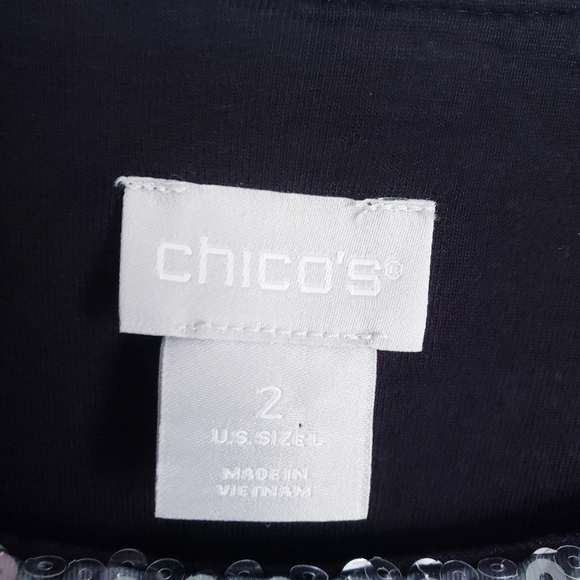 chico's®
2
U.S. SIZE L
MADE IN
VIETNAM